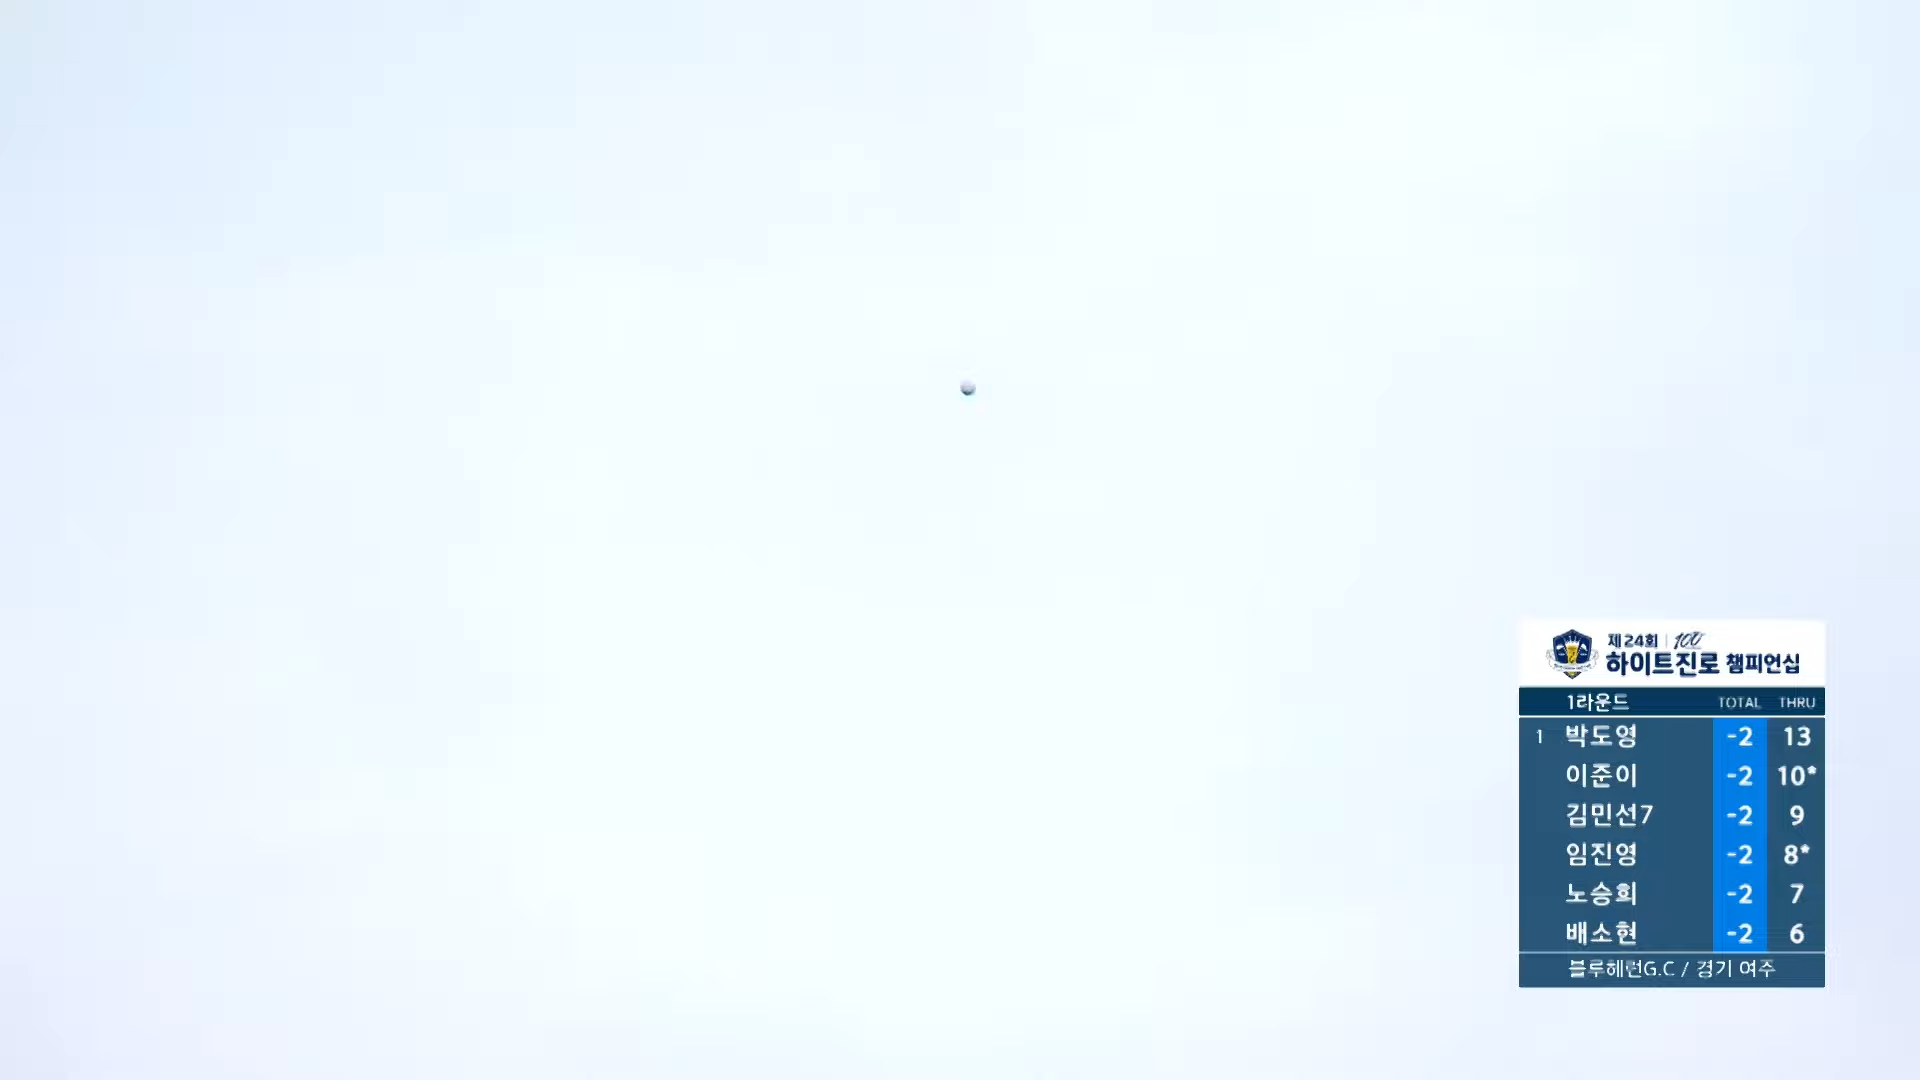 제24회 | 100
하이트진로 챔피언십
1라운드 TOTAL THRU
1 박도영 -2 13
이준이 -2 10*
김민선7 -2 9
임진영 -2 8*
노승희 -2 7
배소현 -2 6
블루헤런G.C / 경기 여주